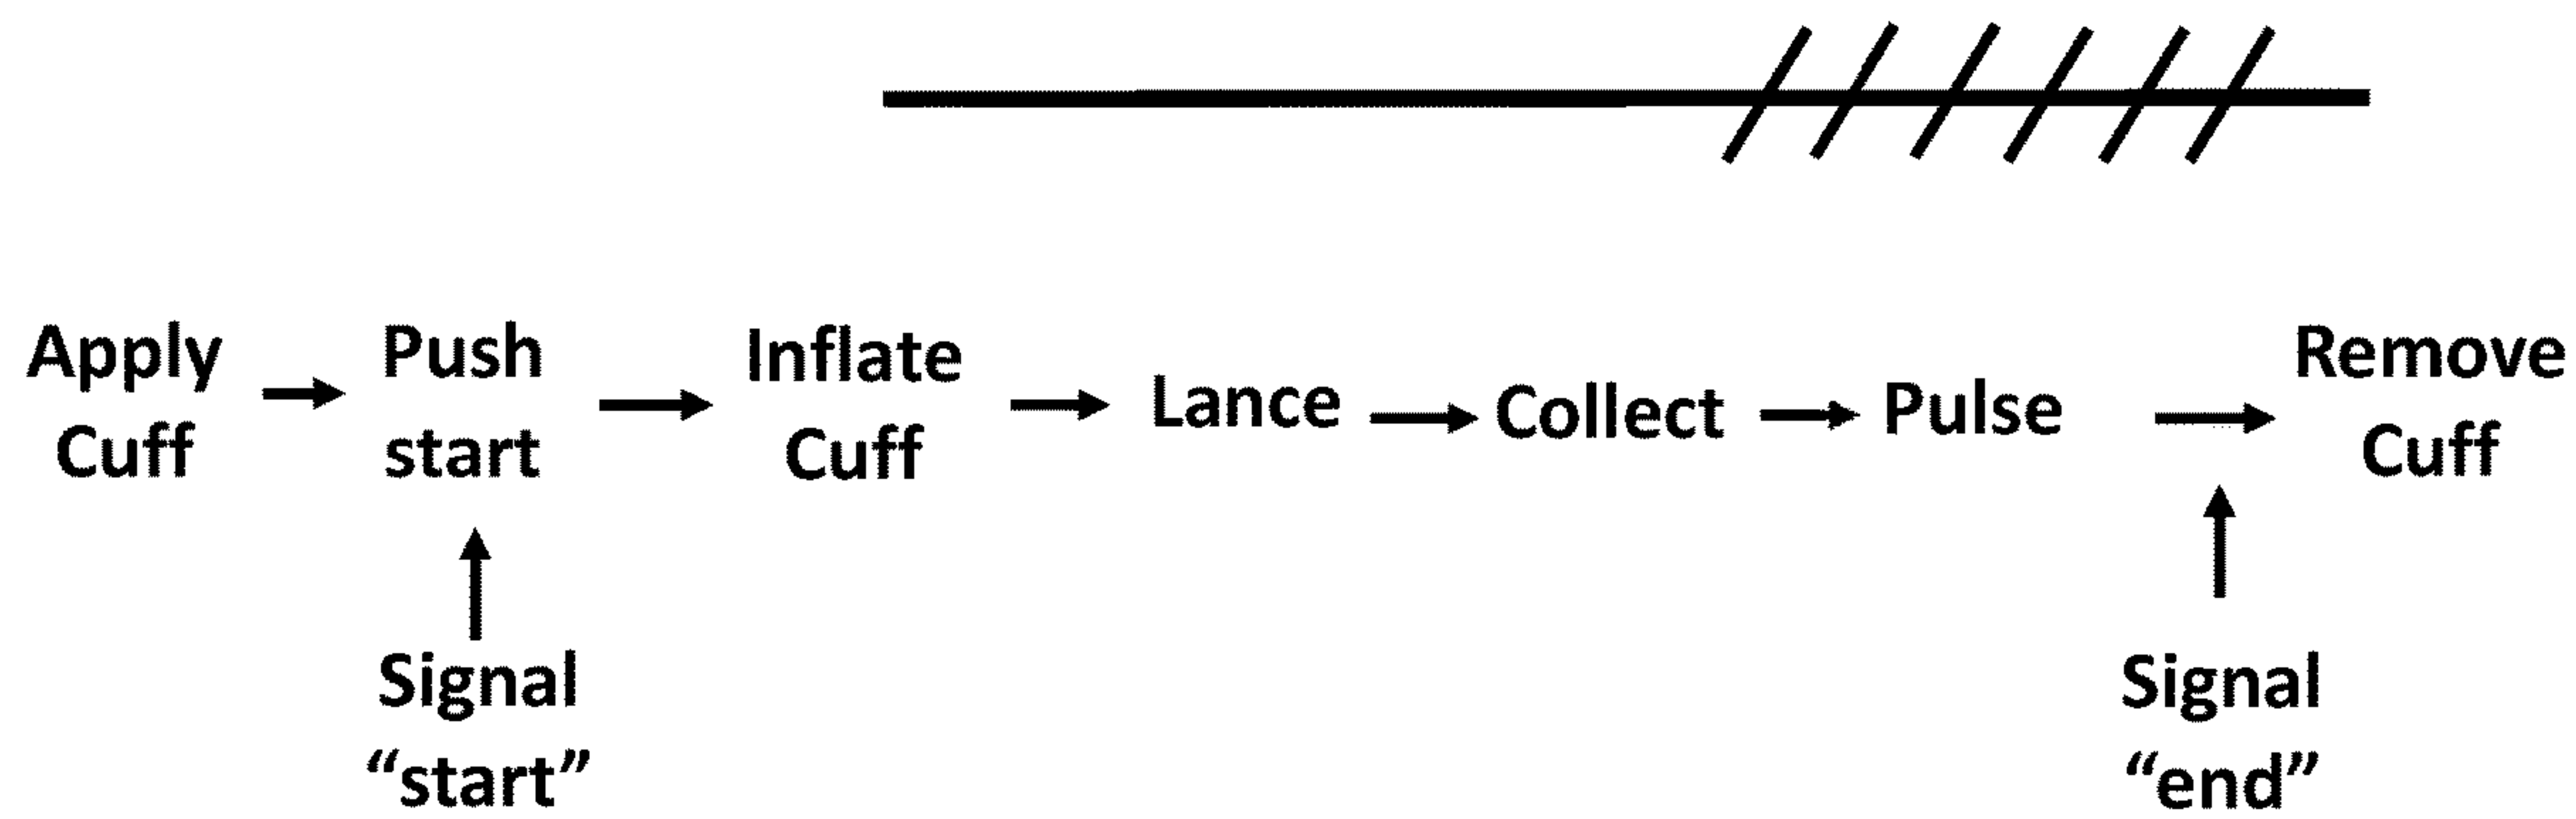 Apply
Cuff
Push
start
Inflate
Cuff
Lance
Collect
Pulse
Remove
Cuff
Signal
“start”
Signal
“end”